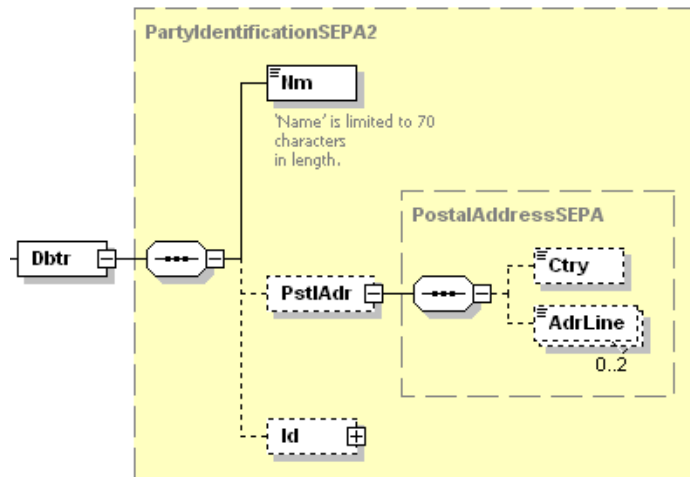 PartyIdentificationSEPA2
Nm
'Name' is limited to 70
characters
in length.
PostalAddressSEPA
Dbtr
Ctry
PstlAdr
AdrLine
0..2
Id